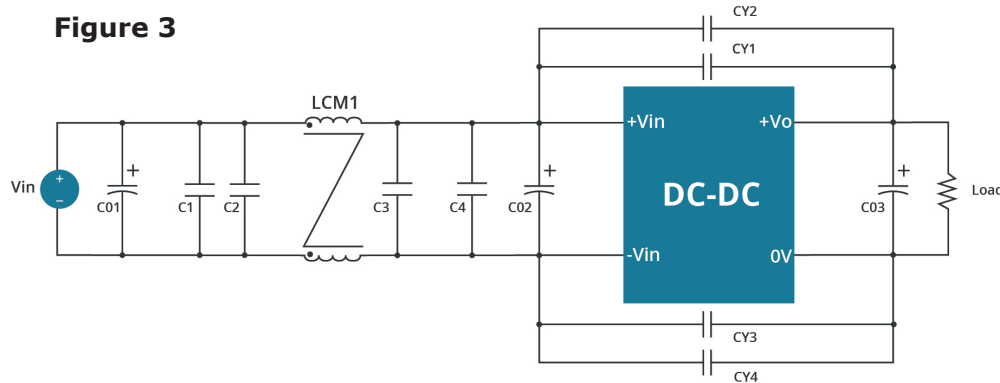 Figure 3
CY2
CY1
LCM1
+Vin
+Vo
Vin
+
−
+
C01
C1
C2
C3
C4
+
C02
DC-DC
+
C03
Load
-Vin
0V
CY3
CY4